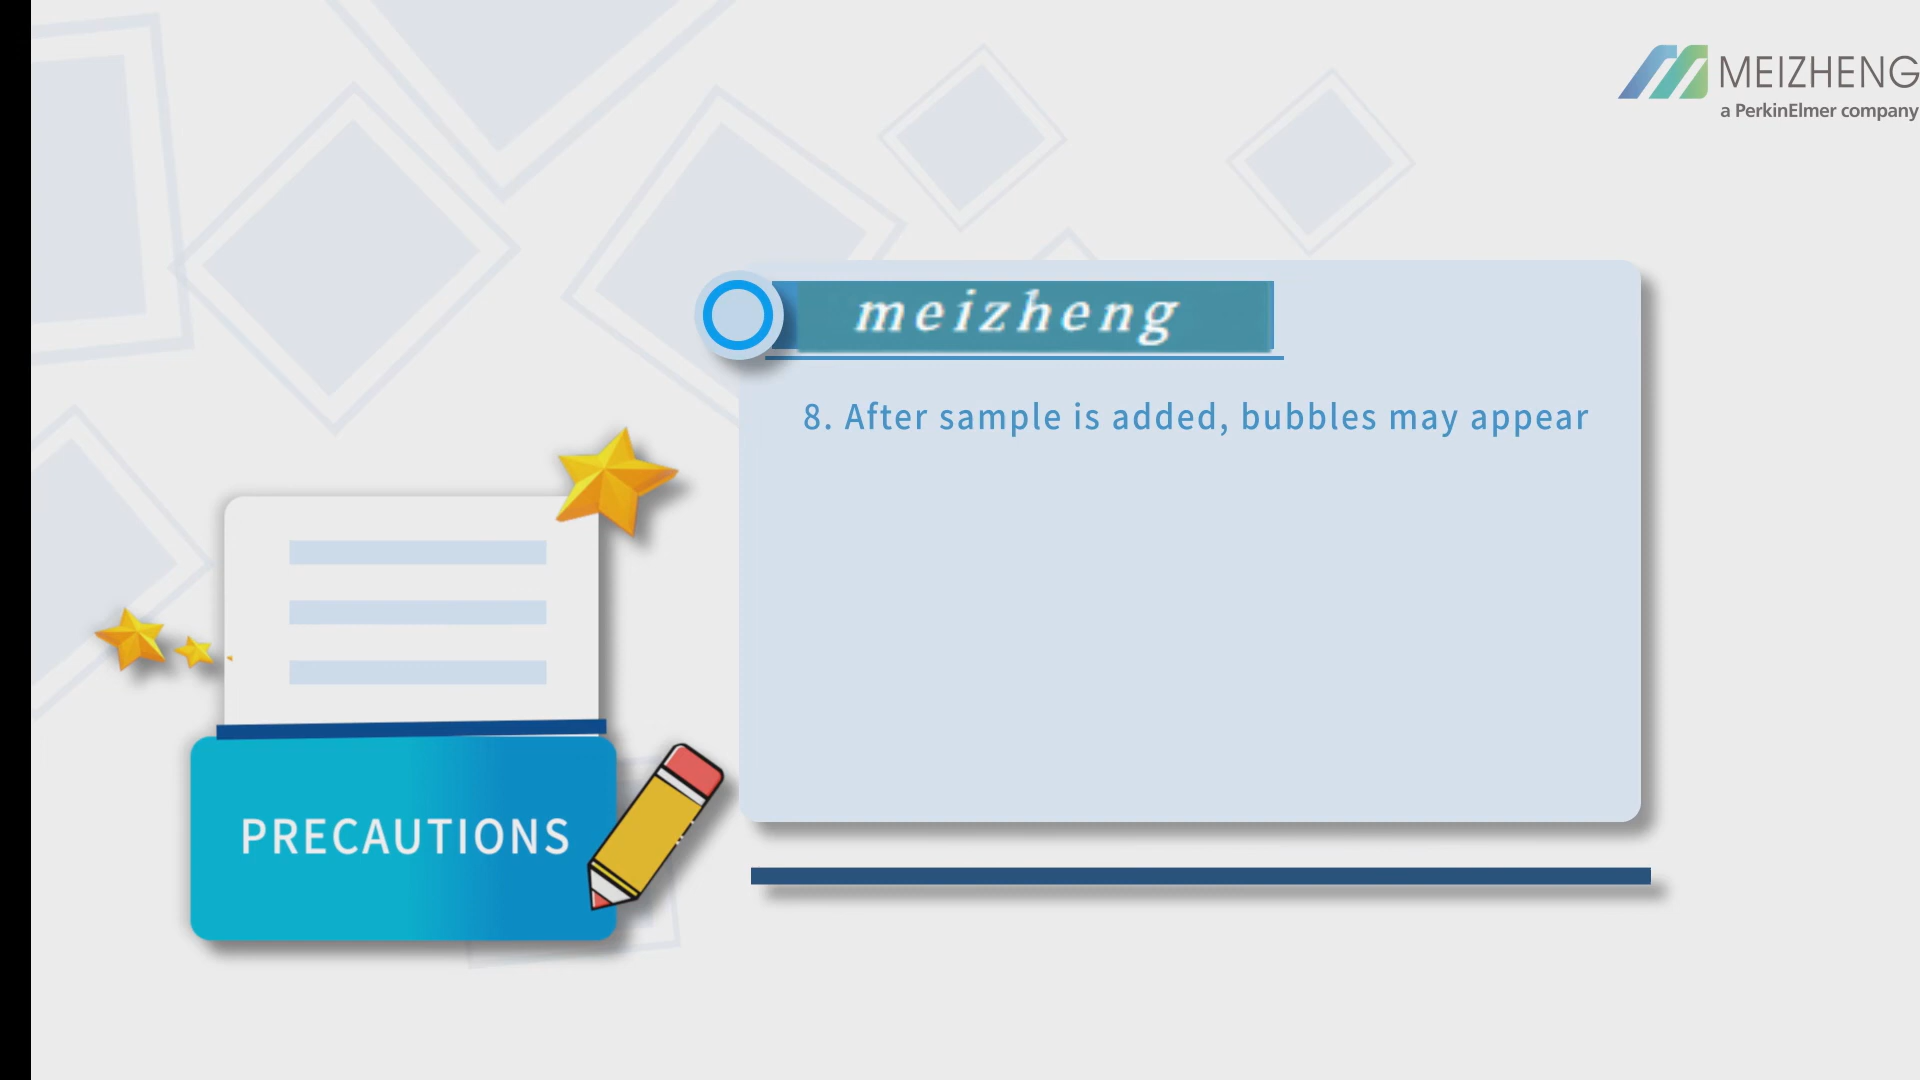 MEIZHENG
a PerkinElmer company
meizheng
8. After sample is added, bubbles may appear
PRECAUTIONS